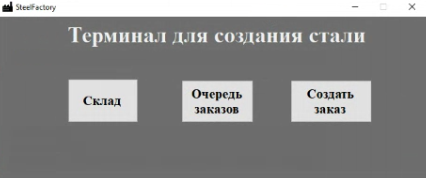 SteelFactory
Терминал для создания стали
Склад
Очередь
заказов
Создать
заказ